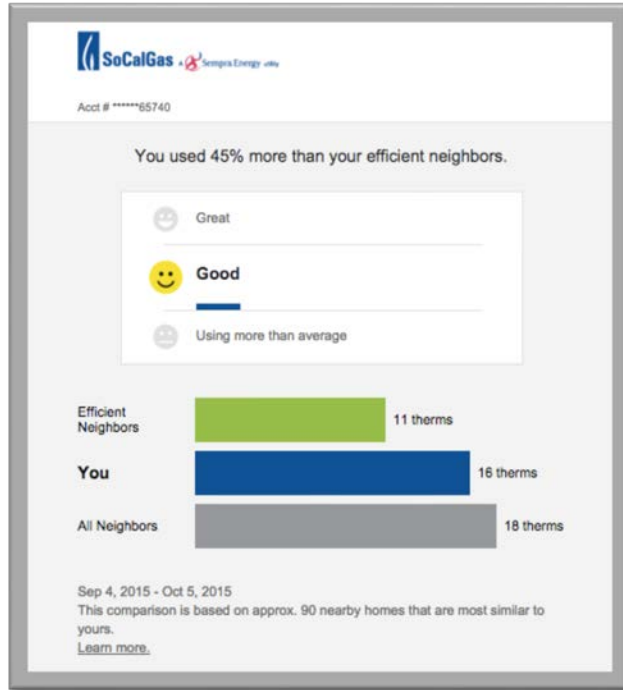 SoCalGas A Sempra Energy utility
Acct # ******65740
You used 45% more than your efficient neighbors.
Great
Good
Using more than average
Efficient
Neighbors
11 therms
You
16 therms
All Neighbors
18 therms
Sep 4, 2015 - Oct 5, 2015
This comparison is based on approx. 90 nearby homes that are most similar to
yours.
Learn more.